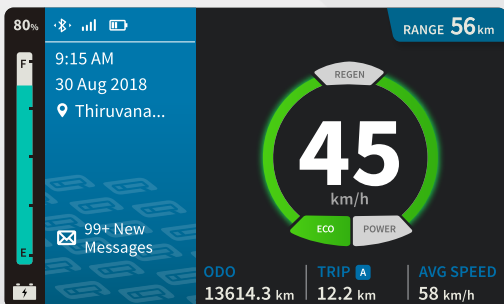 80%
RANGE 56 km
F
9:15 AM
30 Aug 2018
Thiruvana...
REGEN
45
km/h
ECO
POWER
99+ New
Messages
E
ODO
13614.3 km
TRIP A
12.2 km
AVG SPEED
58 km/h